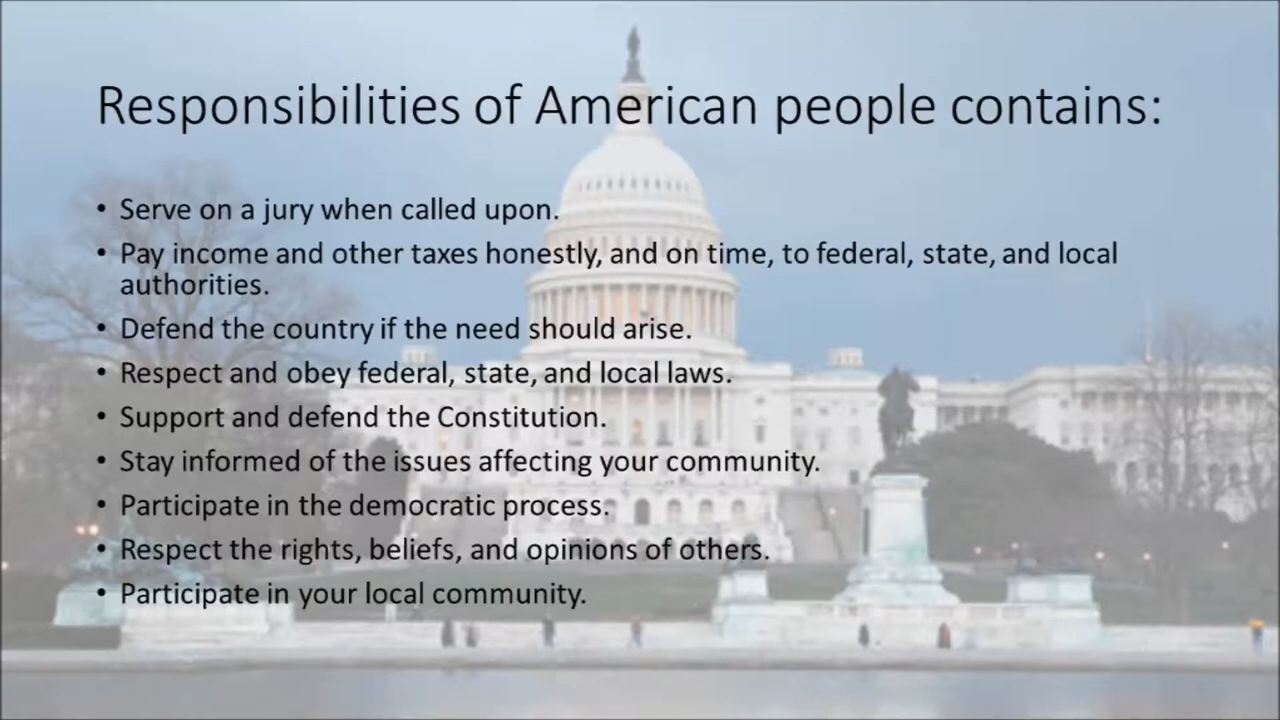 Responsibilities of American people contains:
• Serve on a jury when called upon.
• Pay income and other taxes honestly, and on time, to federal, state, and local
authorities.
• Defend the country if the need should arise.
• Respect and obey federal, state, and local laws.
• Support and defend the Constitution.
• Stay informed of the issues affecting your community.
• Participate in the democratic process.
• Respect the rights, beliefs, and opinions of others.
• Participate in your local community.